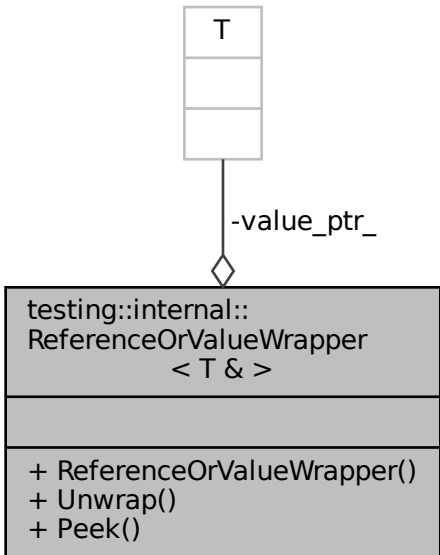 T
-value_ptr_
testing::internal::
ReferenceOrValueWrapper
< T & >
+ ReferenceOrValueWrapper()
+ Unwrap()
+ Peek()